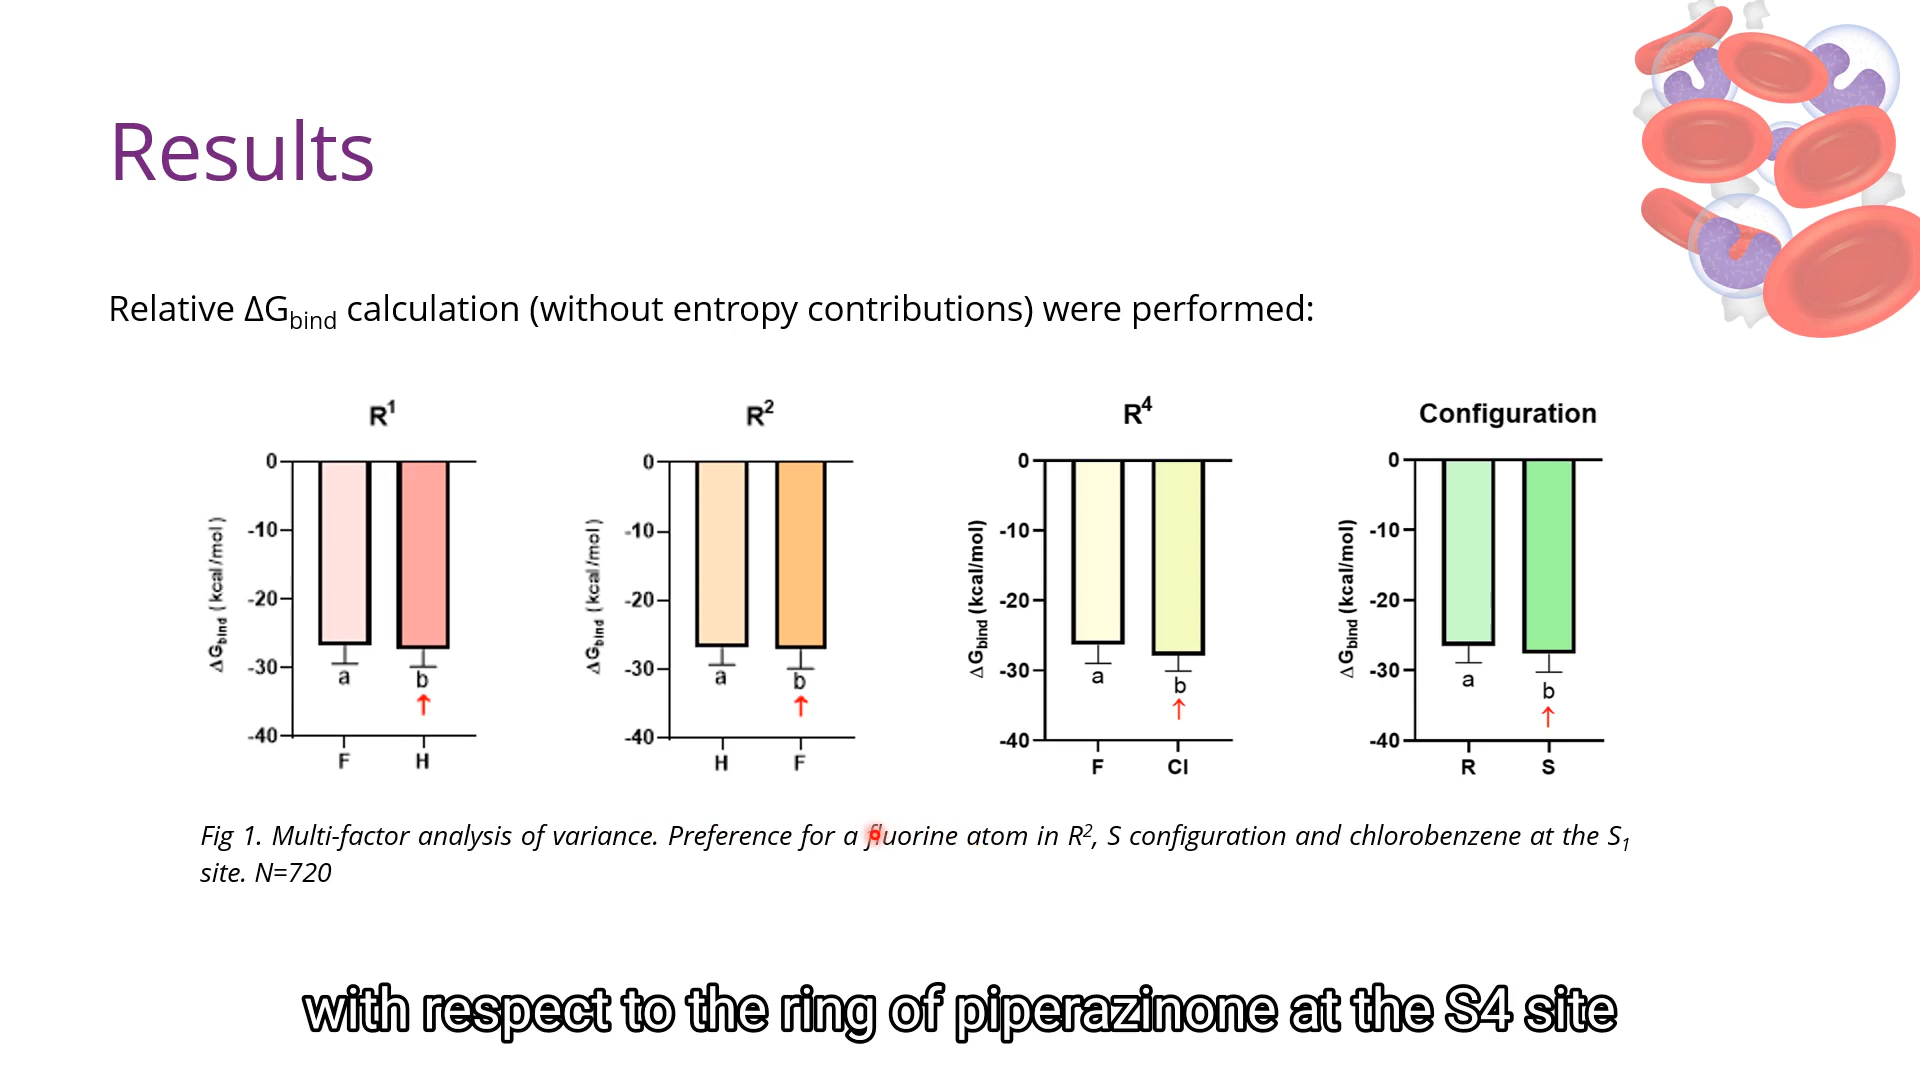 Results
Relative ΔGbind calculation (without entropy contributions) were performed:
R1
0
-10
-20
-30
-40
ΔGbind (kcal/mol)
a
b
F
H
R2
0
-10
-20
-30
-40
ΔGbind (kcal/mol)
a
b
H
F
R4
0
-10
-20
-30
-40
ΔGbind (kcal/mol)
a
b
F
Cl
Configuration
0
-10
-20
-30
-40
ΔGbind (kcal/mol)
a
b
R
S
Fig 1. Multi-factor analysis of variance. Preference for a fluorine atom in R2, S configuration and chlorobenzene at the S1
site. N=720
with respect to the ring of piperazinone at the S4 site